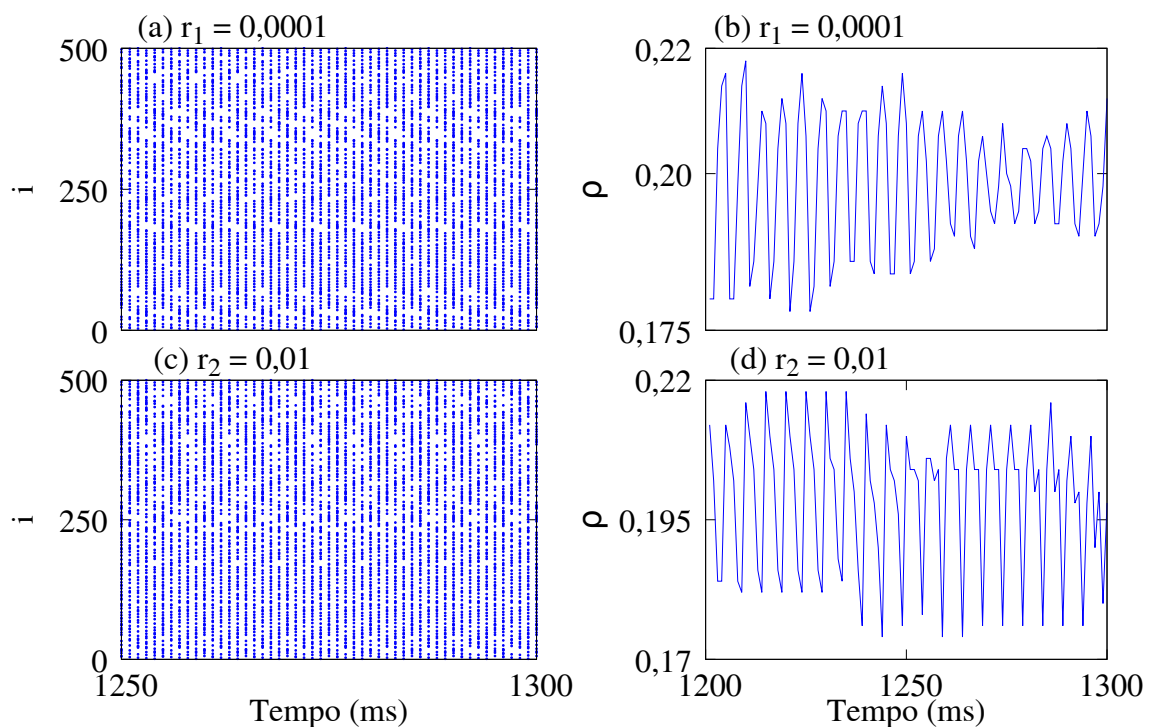 (a) r1 = 0,0001
(b) r1 = 0,0001
500
250
0
i
0,22
0,20
0,175
ρ
(c) r2 = 0,01
(d) r2 = 0,01
500
250
0
i
1250
1300
Tempo (ms)
0,22
0,195
0,17
ρ
1200
1250
1300
Tempo (ms)